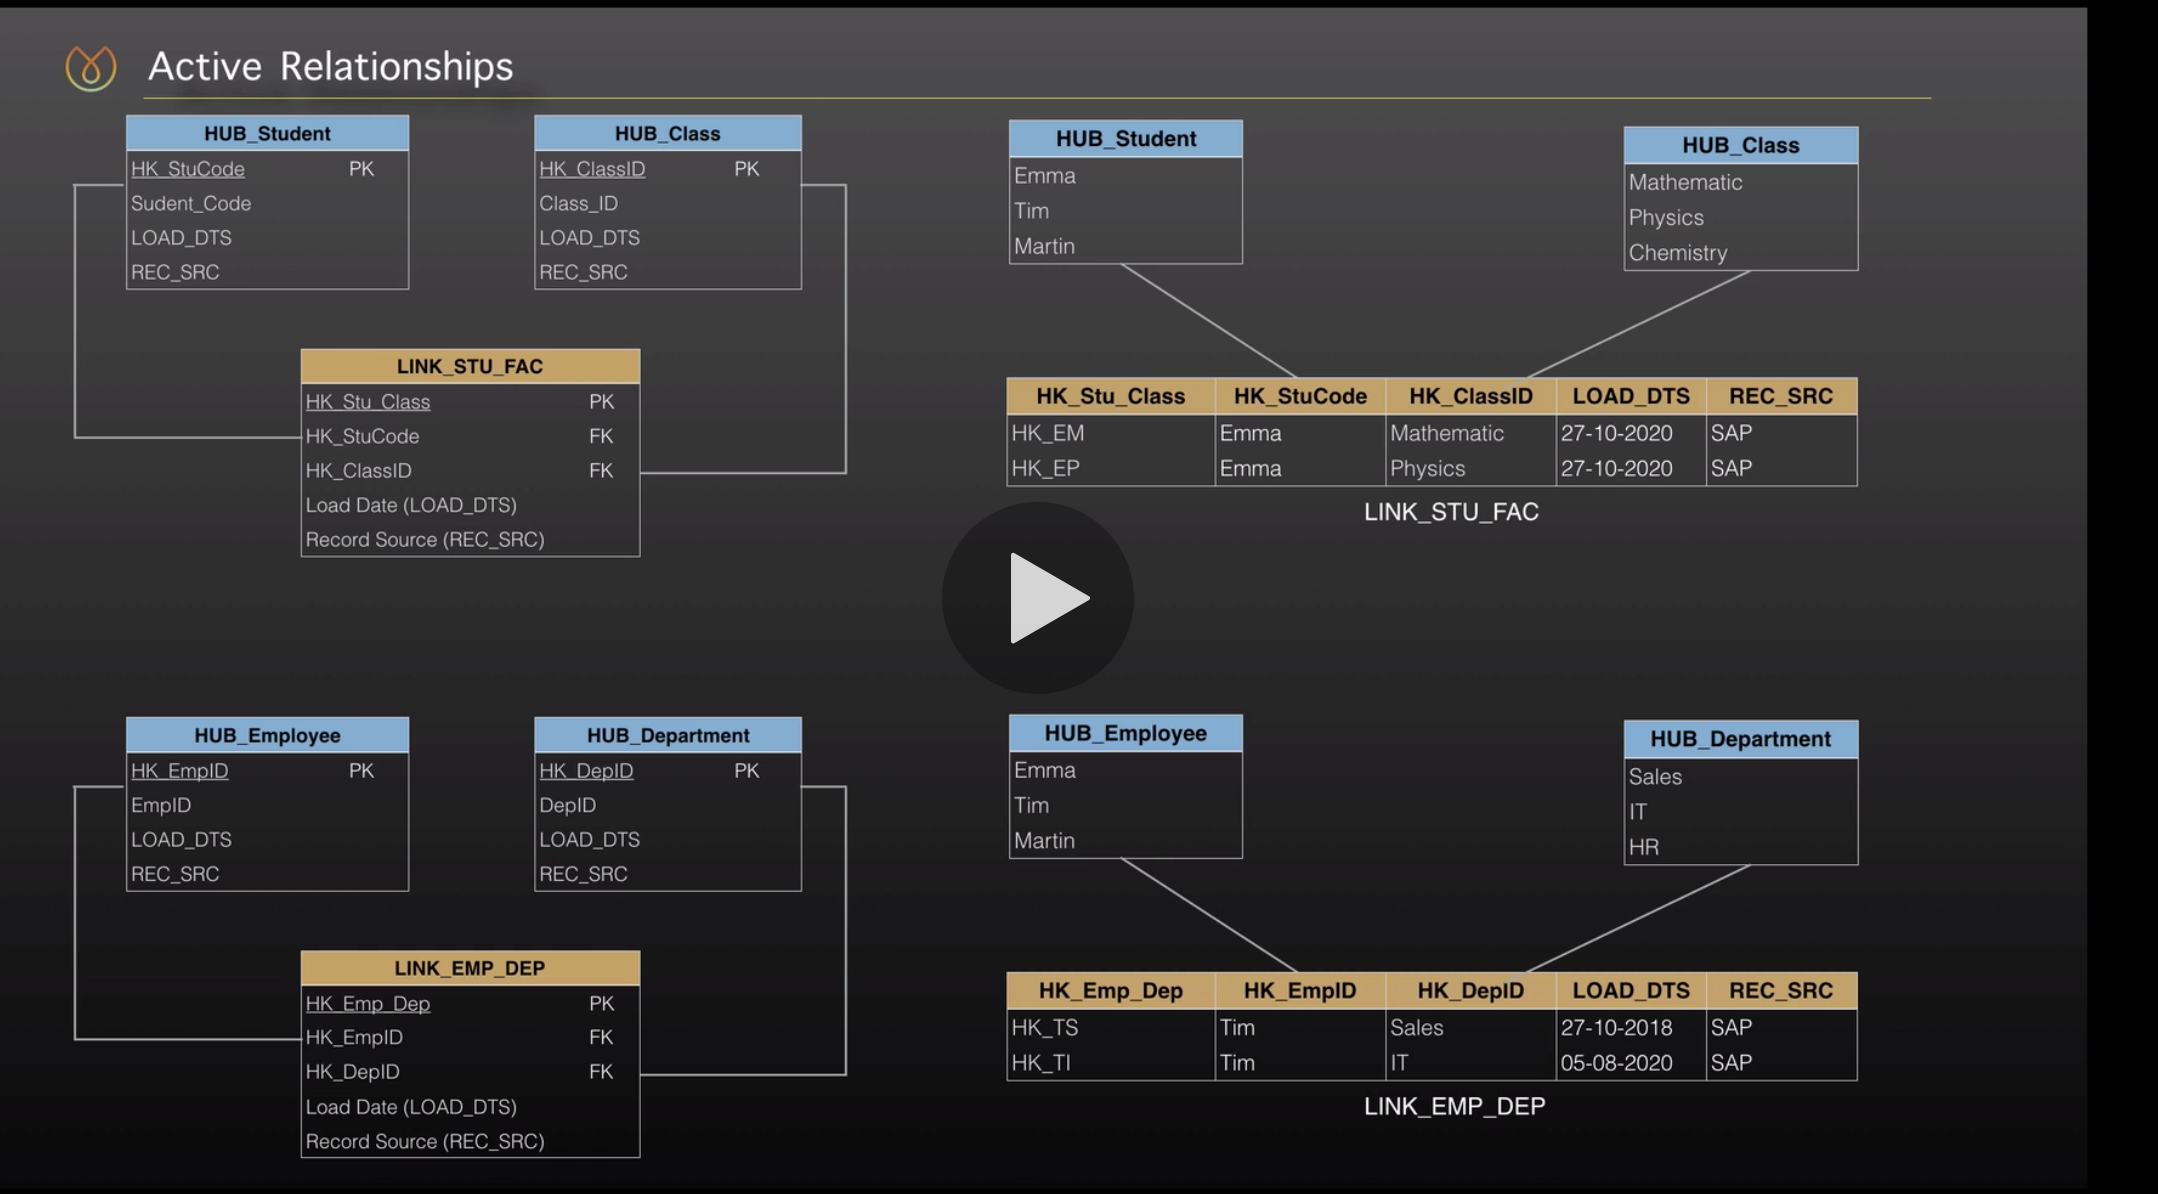 Active Relationships
HUB_Student
HK_StuCode PK
Sudent_Code
LOAD_DTS
REC_SRC
HUB_Class
HK_ClassID PK
Class_ID
LOAD_DTS
REC_SRC
LINK_STU_FAC
HK_Stu_Class PK
HK_StuCode FK
HK_ClassID FK
Load Date (LOAD_DTS)
Record Source (REC_SRC)
HUB_Student
Emma
Tim
Martin
HUB_Class
Mathematic
Physics
Chemistry
HK_Stu_Class HK_StuCode HK_ClassID LOAD_DTS REC_SRC
HK_EM Emma Mathematic 27-10-2020 SAP
HK_EP Emma Physics 27-10-2020 SAP
LINK_STU_FAC
HUB_Employee
HK_EmpID PK
EmpID
LOAD_DTS
REC_SRC
HUB_Department
HK_DepID PK
DepID
LOAD_DTS
REC_SRC
LINK_EMP_DEP
HK_Emp_Dep PK
HK_EmpID FK
HK_DepID FK
Load Date (LOAD_DTS)
Record Source (REC_SRC)
HUB_Employee
Emma
Tim
Martin
HUB_Department
Sales
IT
HR
HK_Emp_Dep HK_EmpID HK_DepID LOAD_DTS REC_SRC
HK_TS Tim Sales 27-10-2018 SAP
HK_TI Tim IT 05-08-2020 SAP
LINK_EMP_DEP